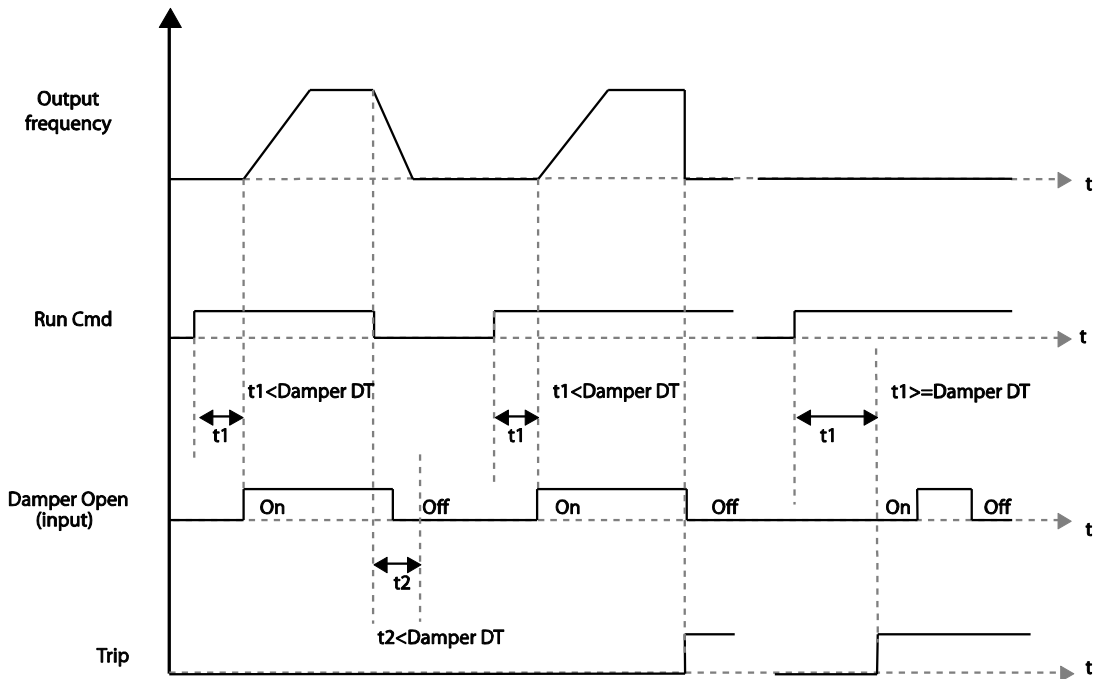 Output
frequency
t
Run Cmd
t
t1<Damper DT
t1<Damper DT
t1>=Damper DT
t1
t1
t1
Damper Open
(input)
On
Off
On
Off
On
Off
t
t2
t2<Damper DT
Trip
t